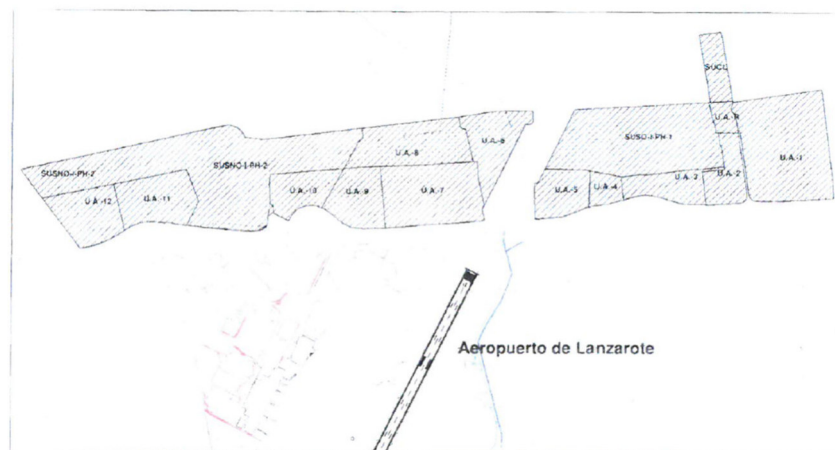 SUCU
U.A.-R
U.A.-1
SUSO-I-PH-1
U.A.-8
U.A.-6
SUSNO-I-PH-2
SUSNO-I-PH-2
U.A.-10
U.A.-9
U.A.-7
U.A.-5
U.A.-4
U.A.-3
U.A.-2
U.A.-12
U.A.-11
Aeropuerto de Lanzarote